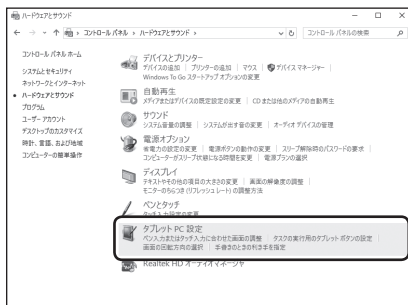 ハードウェアとサウンド
コントロール パネル › ハードウェアとサウンド
コントロール パネルの検索
コントロール パネル ホーム
システムとセキュリティ
ネットワークとインターネット
ハードウェアとサウンド
プログラム
ユーザー アカウント
デスクトップのカスタマイズ
時計、言語、および地域
コンピューターの簡単操作
デバイスとプリンター
デバイスの追加 | プリンターの追加 | マウス | デバイス マネージャー |
Windows To Go スタートアップ オプションの変更
自動再生
メディアまたはデバイスの既定設定の変更 | CD または他のメディアの自動再生
サウンド
システム音量の調整 | システムが出す音の変更 | オーディオ デバイスの管理
電源オプション
省電力の設定の変更 | 電源ボタンの動作の変更 | スリープ解除時のパスワードの要求 |
コンピューターがスリープ状態になる時間を変更 | 電源プランの選択
ディスプレイ
テキストやその他の項目の大きさの変更 | 画面の解像度の調整 |
モニターのちらつき (リフレッシュ レート) の調整方法
ペンとタッチ
タッチ入力設定の変更
タブレット PC 設定
ペン入力またはタッチ入力に合わせた画面の調整 | タスクの実行用のタブレット ボタンの設定 |
画面の回転方向の選択 | 手書きのときの利き手を指定
Realtek HD オーディオマネージャ